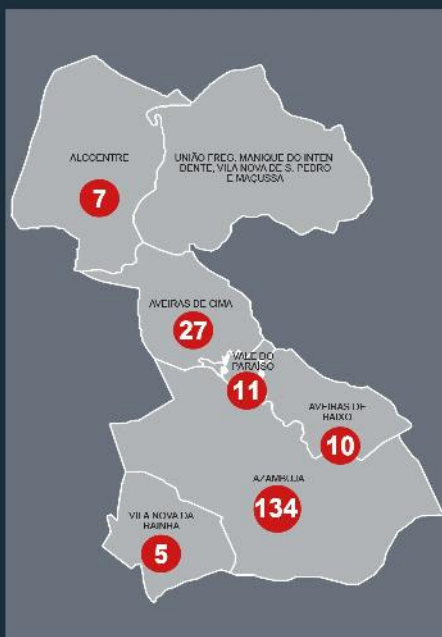 ALCOENTRE
7
UNIÃO FREG. MANIQUE DO INTEN
DENTE, VILA NOVA DE S. PEDRO
E MAÇUSSA
AVEIRAS DE CIMA
27
VALE DO
PARAÍSO
11
AVEIRAS DE
BAIXO
10
AZAMBUJA
134
VILA NOVA DA
RAINHA
5